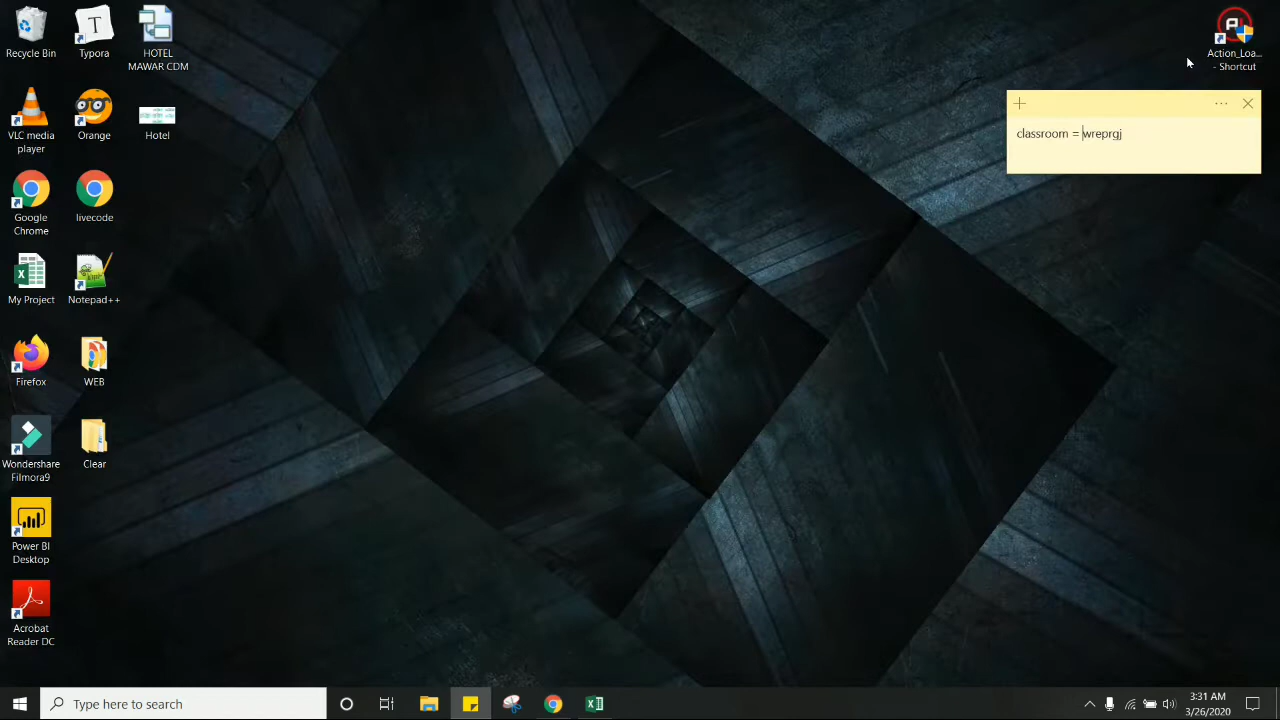 Recycle Bin
Typora
HOTEL
MAWAR CDM
VLC media
player
Orange
Hotel
Google
Chrome
livecode
My Project
Notepad++
Firefox
WEB
Wondershare
Filmora9
Clear
Power BI
Desktop
Acrobat
Reader DC
Action_Loa...
- Shortcut
classroom = wreprgj
Type here to search
3:31 AM
3/26/2020